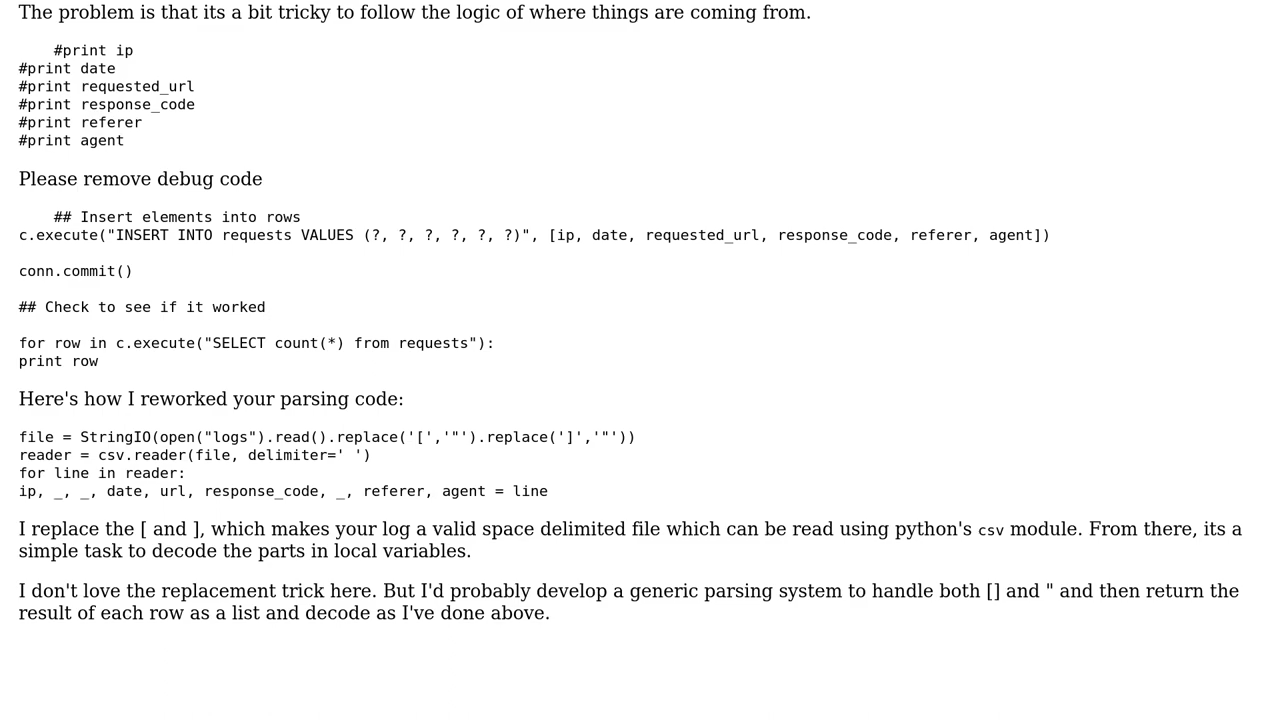 The problem is that its a bit tricky to follow the logic of where things are coming from.
    #print ip
#print date
#print requested_url
#print response_code
#print referer
#print agent
Please remove debug code
    ## Insert elements into rows
c.execute("INSERT INTO requests VALUES (?, ?, ?, ?, ?, ?)", [ip, date, requested_url, response_code, referer, agent])
conn.commit()
## Check to see if it worked
for row in c.execute("SELECT count(*) from requests"):
print row
Here's how I reworked your parsing code:
file = StringIO(open("logs").read().replace('[','"').replace(']','"'))
reader = csv.reader(file, delimiter=' ')
for line in reader:
ip, _, _, date, url, response_code, _, referer, agent = line
I replace the [ and ], which makes your log a valid space delimited file which can be read using python's csv module. From there, its a
simple task to decode the parts in local variables.
I don't love the replacement trick here. But I'd probably develop a generic parsing system to handle both [] and " and then return the
result of each row as a list and decode as I've done above.